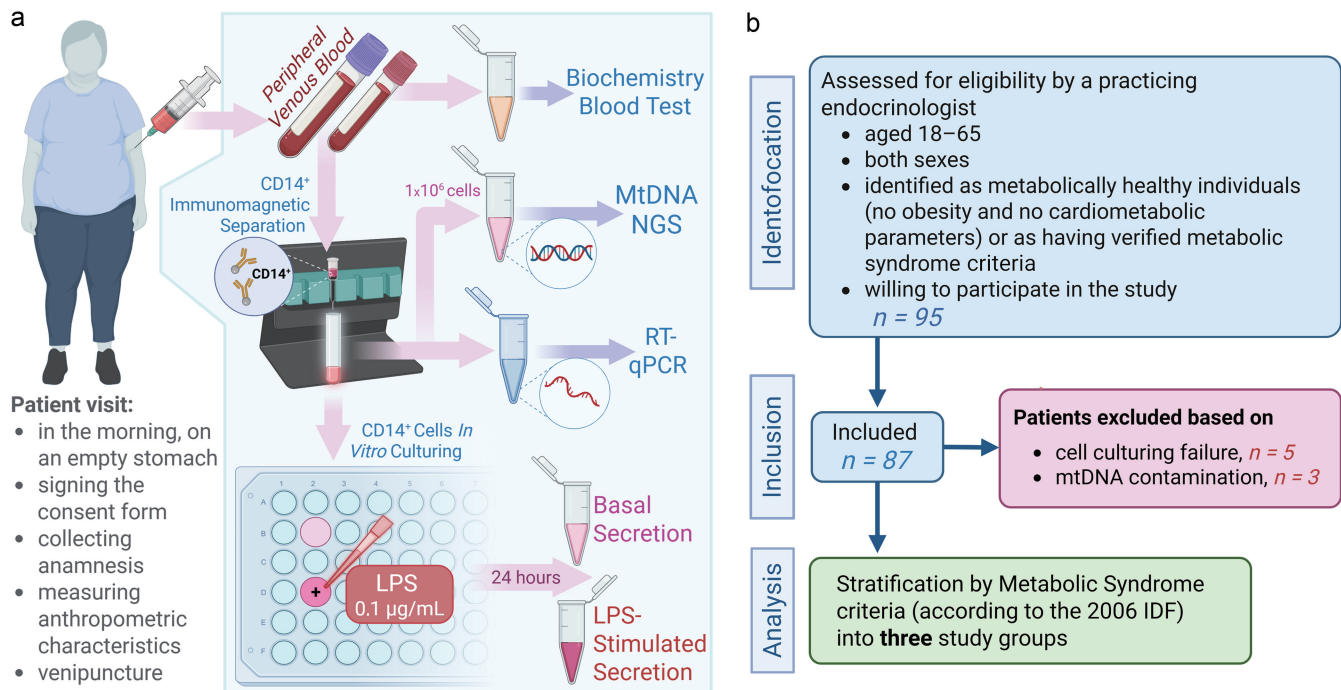 a
Peripheral
Venous Blood
Biochemistry
Blood Test
CD14⁺
Immunomagnetic
Separation
CD14⁺
1x10⁶ cells
MtDNA
NGS
RT-
qPCR
Patient visit:
• in the morning, on
an empty stomach
• signing the
consent form
• collecting
anamnesis
• measuring
anthropometric
characteristics
• venipuncture
CD14⁺ Cells In
Vitro Culturing
1 2 3 4 5 6 7
A
B
C
D
E
F
+
LPS
0.1 µg/mL
24 hours
Basal
Secretion
LPS-
Stimulated
Secretion
b
Identofocation
Assessed for eligibility by a practicing
endocrinologist
• aged 18–65
• both sexes
• identified as metabolically healthy individuals
(no obesity and no cardiometabolic
parameters) or as having verified metabolic
syndrome criteria
• willing to participate in the study
n = 95
Inclusion
Included
n = 87
Patients excluded based on
• cell culturing failure, n = 5
• mtDNA contamination, n = 3
Analysis
Stratification by Metabolic Syndrome
criteria (according to the 2006 IDF)
into three study groups